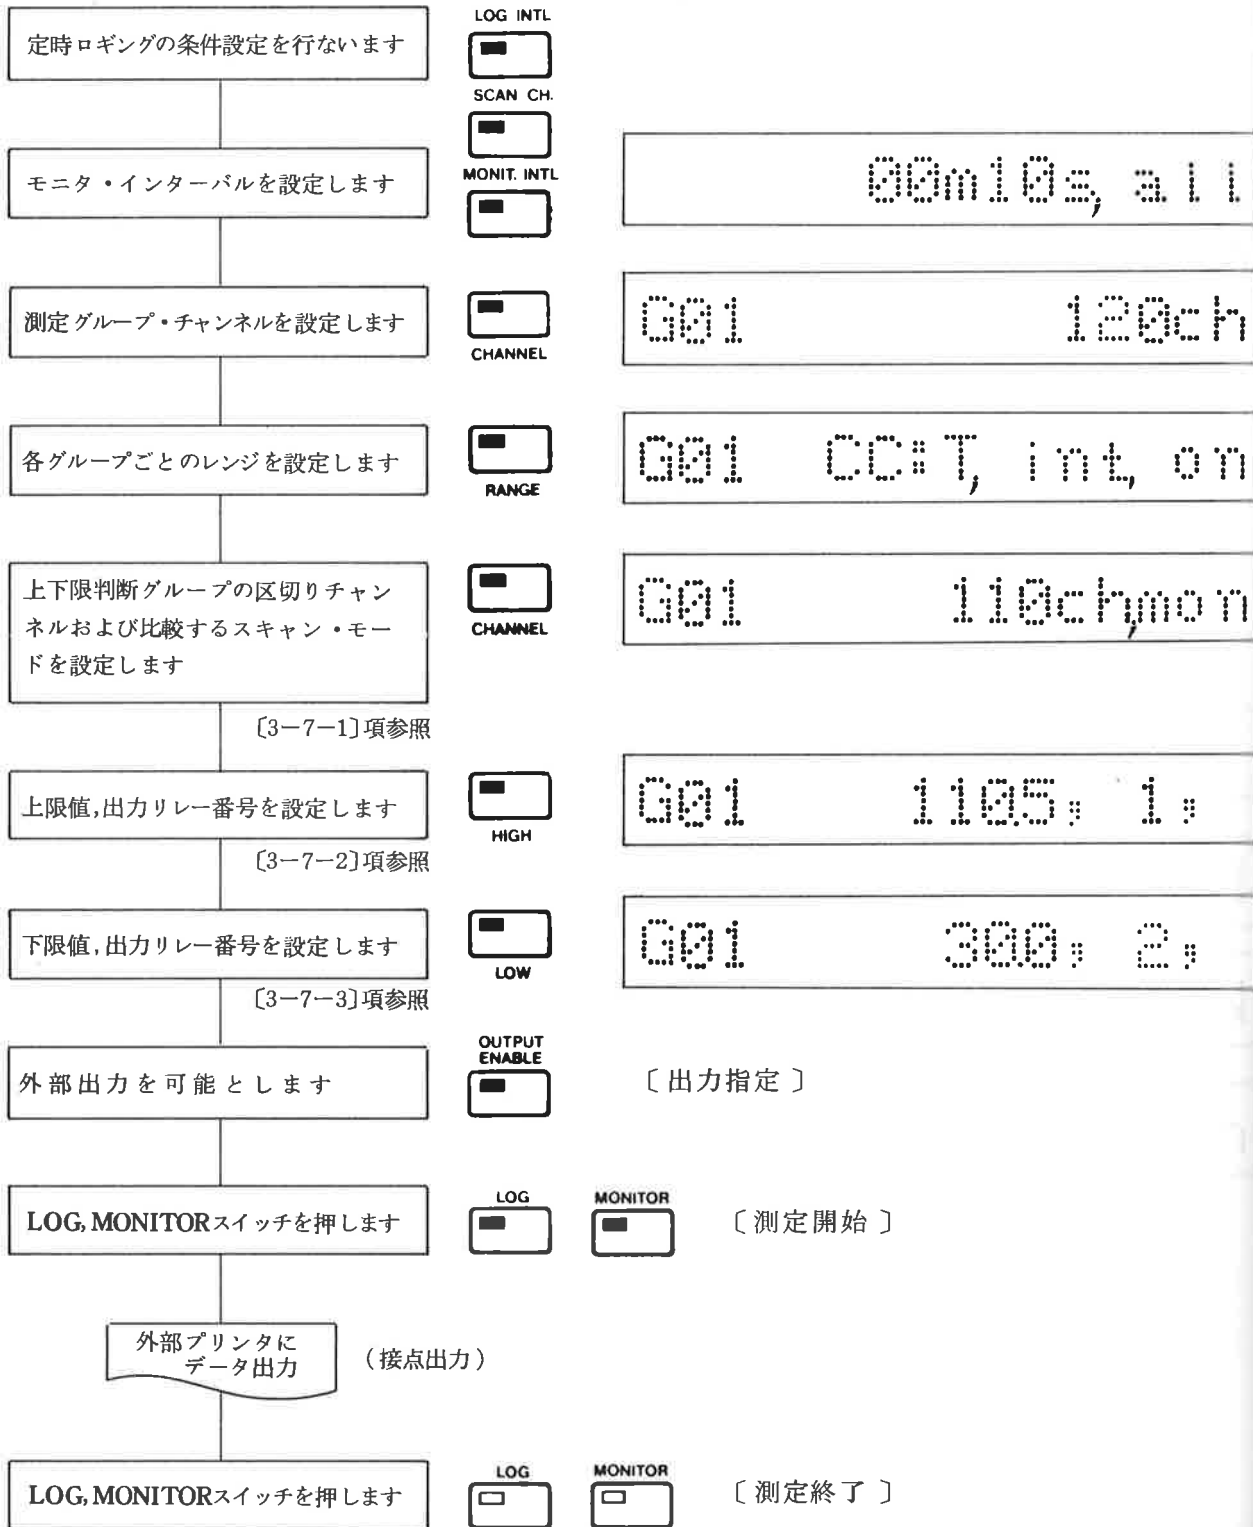 定時ロギングの条件設定を行ないます
LOG INTL
SCAN CH.
モニタ・インターバルを設定します
MONIT. INTL
00m10s, all
測定グループ・チャンネルを設定します
CHANNEL
G01 120ch
各グループごとのレンジを設定します
RANGE
G01 CC:T, int, on
上下限判断グループの区切りチャン
ネルおよび比較するスキャン・モー
ドを設定します
CHANNEL
G01 110ch,mon
〔3-7-1〕項参照
上限値,出力リレー番号を設定します
HIGH
G01 110.5; 1;
〔3-7-2〕項参照
下限値,出力リレー番号を設定します
LOW
G01 30.0; 2;
〔3-7-3〕項参照
外部出力を可能とします
OUTPUT
ENABLE
〔出力指定〕
LOG, MONITORスイッチを押します
LOG
MONITOR
〔測定開始〕
外部プリンタに
データ出力
(接点出力)
LOG, MONITORスイッチを押します
LOG
MONITOR
〔測定終了〕